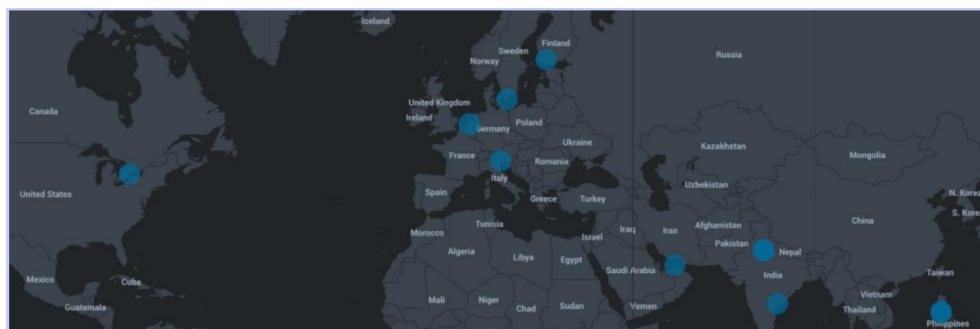 Iceland
Finland
Sweden
Norway
Russia
Canada
United Kingdom
Ireland
Poland
Germany
Ukraine
Kazakhstan
Mongolia
France
Romania
Italy
Uzbekistan
United States
Spain
Greece
Turkey
N. Korea
S. Korea
China
Tunisia
Morocco
Israel
Iraq
Iran
Afghanistan
Pakistan
Nepal
Algeria
Libya
Egypt
Saudi Arabia
India
Taiwan
Mexico
Cuba
Mali
Niger
Chad
Sudan
Yemen
Vietnam
Thailand
Guatemala
Philippines